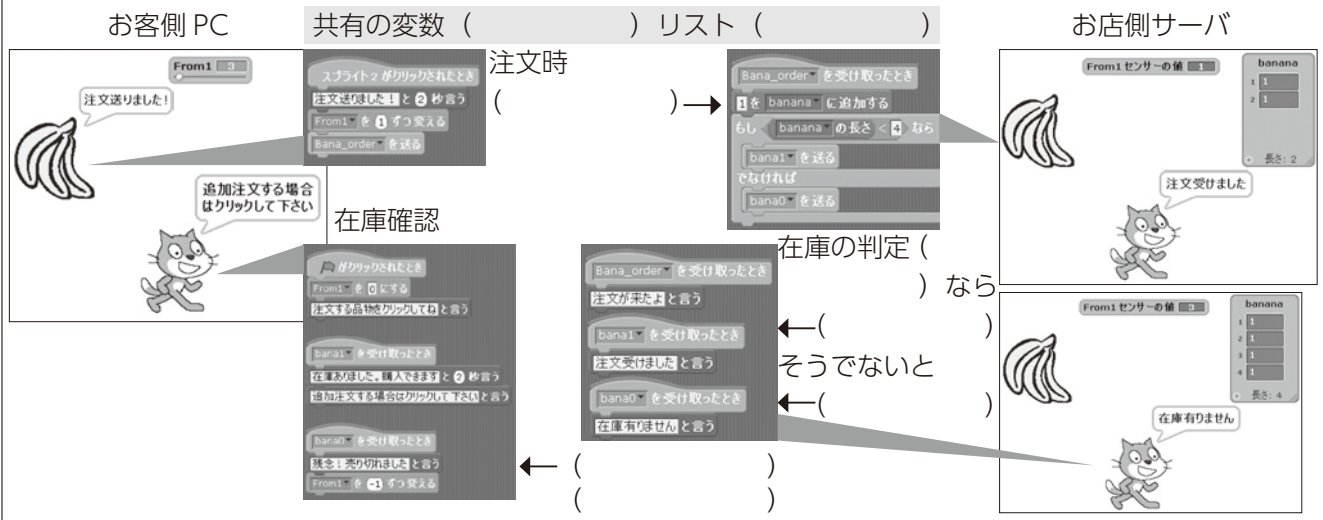 お客側 PC
共有の変数（　　　　　　）リスト（　　　　　　）
お店側サーバ
From1 3
注文送りました!
追加注文する場合
はクリックして下さい
スプライト2 がクリックされたとき
注文送りました！ と 2 秒言う
From1 を 1 ずつ変える
Bana_order を送る
注文時
（　　　　　　）→
在庫確認
がクリックされたとき
From1 を 0 にする
注文する品物をクリックしてね と言う
bana1 を受け取ったとき
在庫ありました。購入できます と 2 秒言う
追加注文する場合はクリックして下さい と言う
bana0 を受け取ったとき
残念！売り切れました と言う
From1 を -1 ずつ変える
Bana_order を受け取ったとき
1 を banana に追加する
もし banana の長さ < 4 なら
bana1 を送る
でなければ
bana0 を送る
Bana_order を受け取ったとき
注文が来たよ と言う
bana1 を受け取ったとき
注文受けました と言う
bana0 を受け取ったとき
在庫有りません と言う
在庫の判定（
　　　　　　）なら
←（　　　　　　）
そうでないと
←（　　　　　　）
←（　　　　　　）
（　　　　　　）
From1 センサーの値 1
banana
1 1
2 1
+ 長さ: 2
注文受けました
From1 センサーの値 3
banana
1 1
2 1
3 1
4 1
+ 長さ: 4
在庫有りません